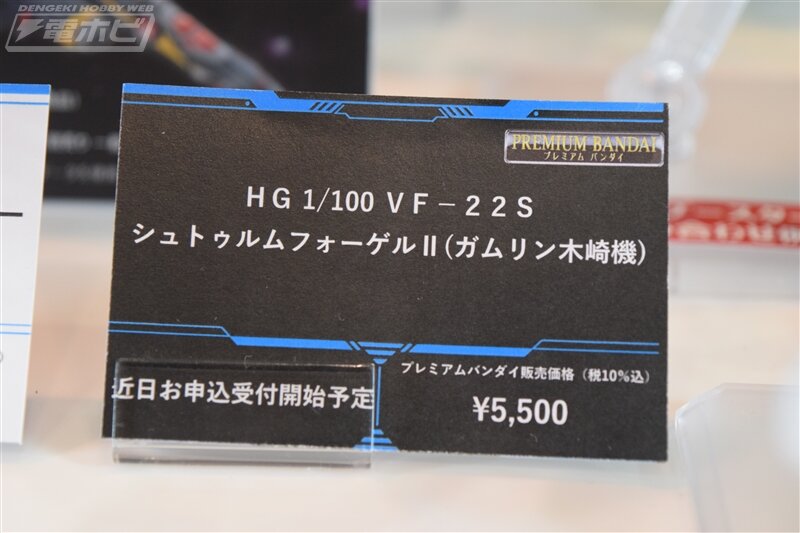 DENGEKI HOBBY WEB
電ホビ
PREMIUM BANDAI
プレミアム バンダイ
HG 1/100 VF－22S
シュトゥルムフォーゲルⅡ(ガムリン木崎機)
近日お申込受付開始予定
プレミアムバンダイ販売価格（税10%込）
¥5,500